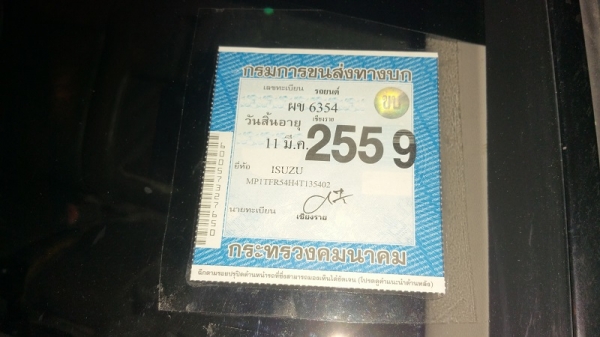 กรมการขนส่งทางบก
เลขทะเบียน รถยนต์
ผข 6354
วันสิ้นอายุ เชียงราย
11 มี.ค. 2559
ยี่ห้อ ISUZU
MP1TFR54H4T135402
นายทะเบียน เชียงราย
กระทรวงคมนาคม